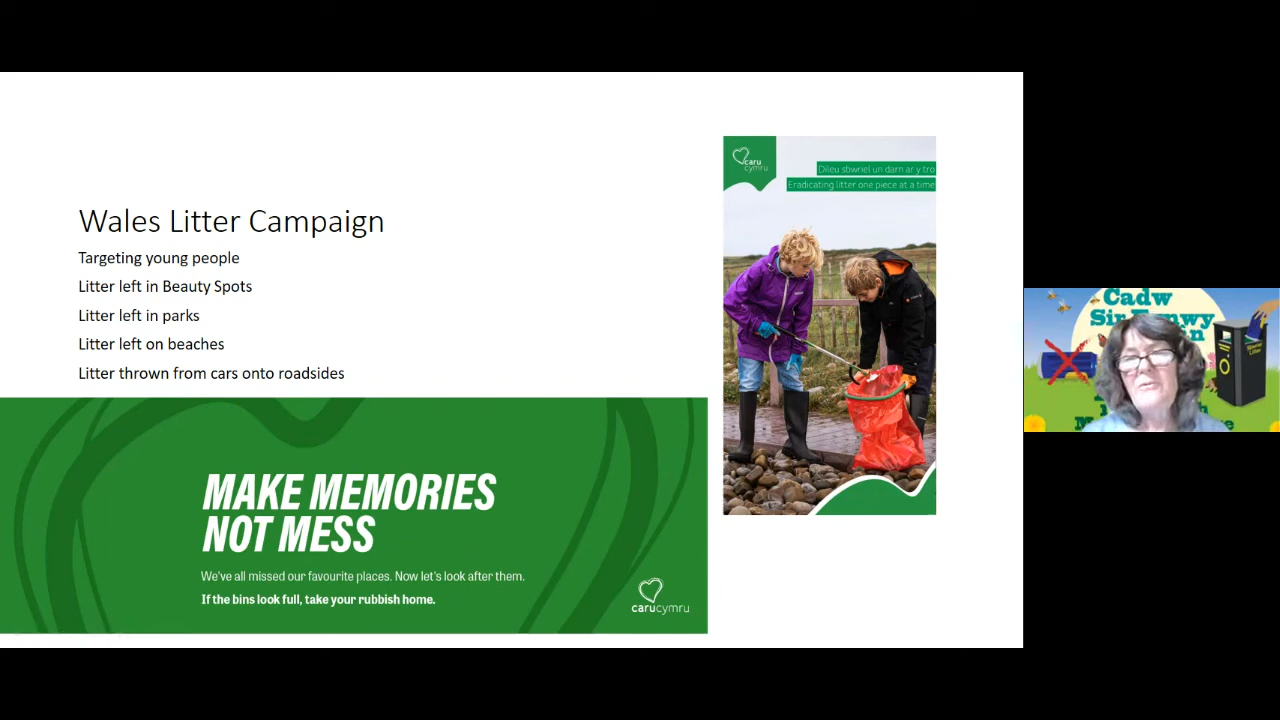 Wales Litter Campaign
Targeting young people
Litter left in Beauty Spots
Litter left in parks
Litter left on beaches
Litter thrown from cars onto roadsides
MAKE MEMORIES
NOT MESS
We've all missed our favourite places. Now let's look after them.
If the bins look full, take your rubbish home.
carucymru
caru
cymru
Dileu sbwriel un darn ar y tro
Eradicating litter one piece at a time
Cadw
Sir
Litter